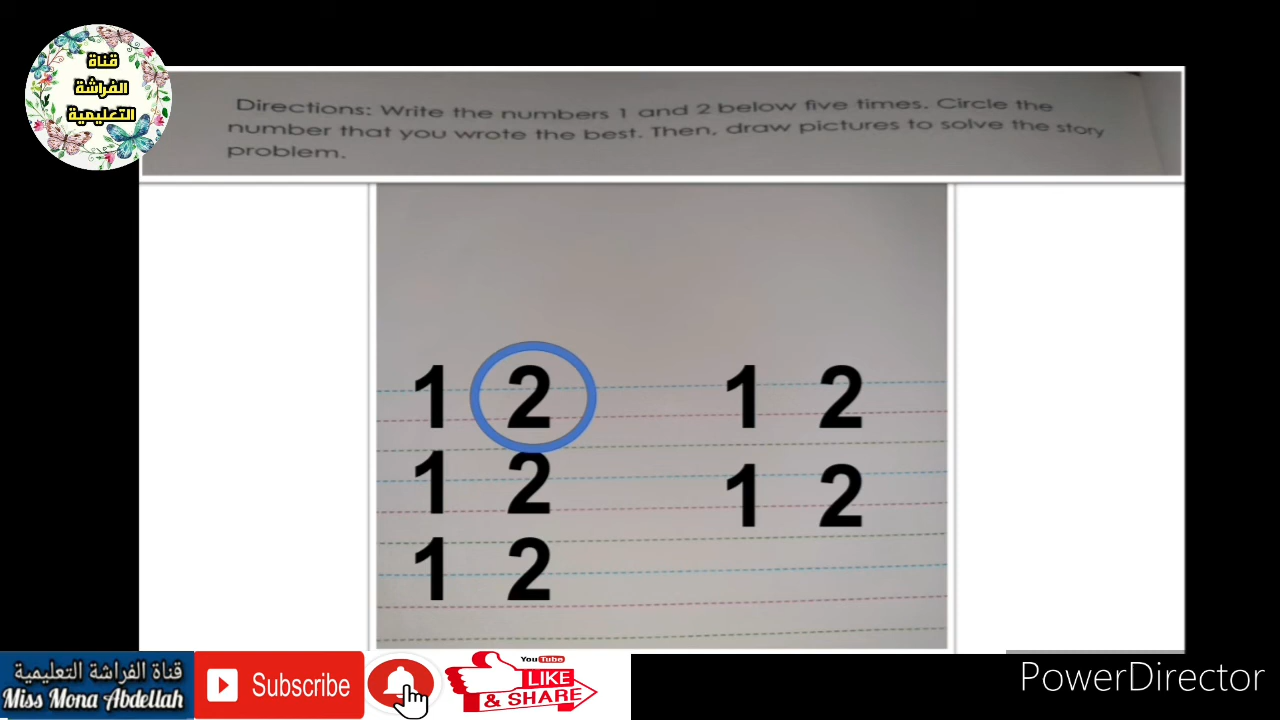 قناة
الفراشة
التعليمية
Directions: Write the numbers 1 and 2 below five times. Circle the
number that you wrote the best. Then, draw pictures to solve the story
problem.
1 2 1 2
1 2 1 2
1 2
قناة الفراشة التعليمية
Miss Mona Abdellah
Subscribe
YouTube
LIKE
& SHARE
PowerDirector